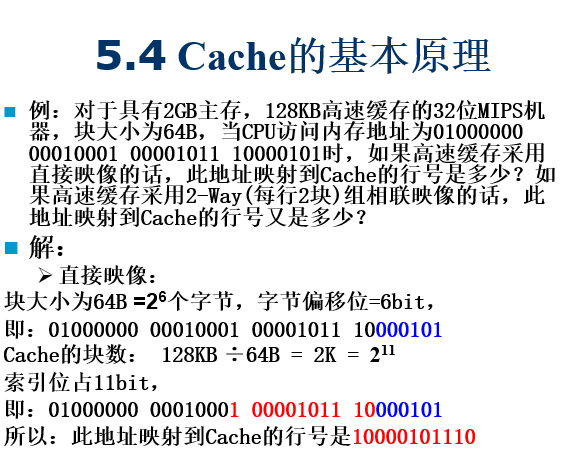 5.4 Cache的基本原理
例：对于具有2GB主存，128KB高速缓存的32位MIPS机
器，块大小为64B，当CPU访问内存地址为01000000
00010001 00001011 10000101时，如果高速缓存采用
直接映像的话，此地址映射到Cache的行号是多少？如
果高速缓存采用2-Way(每行2块)组相联映像的话，此
地址映射到Cache的行号又是多少？
解：
直接映像：
块大小为64B =2⁶个字节，字节偏移位=6bit，
即：01000000 00010001 00001011 10000101
Cache的块数： 128KB ÷64B = 2K = 2¹¹
索引位占11bit，
即：01000000 00010001 00001011 10000101
所以：此地址映射到Cache的行号是10000101110